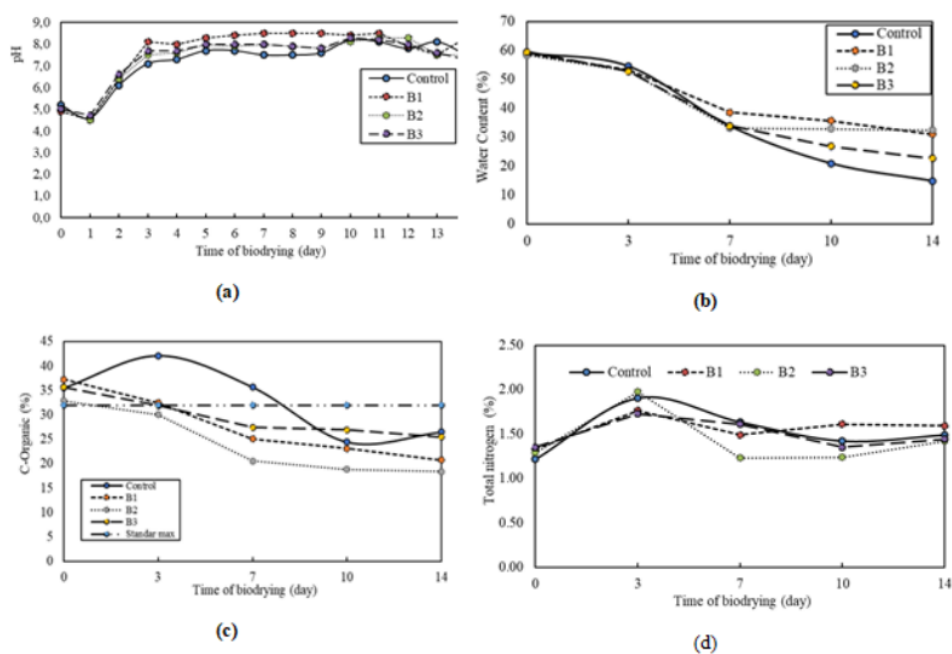 (a)
9,0
8,0
7,0
6,0
5,0
4,0
3,0
2,0
1,0
0,0
pH
Control
B1
B2
B3
0 1 2 3 4 5 6 7 8 9 10 11 12 13
Time of biodrying (day)
(a)
70
60
50
40
30
20
10
0
Water Content (%)
Control
B1
B2
B3
0 3 7 10 14
Time of biodrying (day)
(b)
45
40
35
30
25
20
15
10
5
0
C-Organic (%)
Control
B1
B2
B3
Standar max
0 3 7 10 14
Time of biodrying (day)
(c)
2.50
2.00
1.50
1.00
0.50
0.00
Total nitrogen (%)
Control B1 B2 B3
0 3 7 10 14
Time of biodrying (day)
(d)